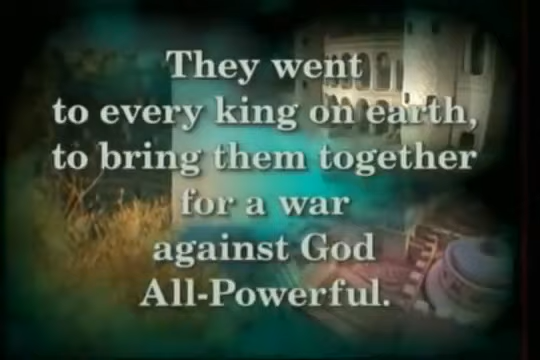 They went
to every king on earth,
to bring them together
for a war
against God
All-Powerful.